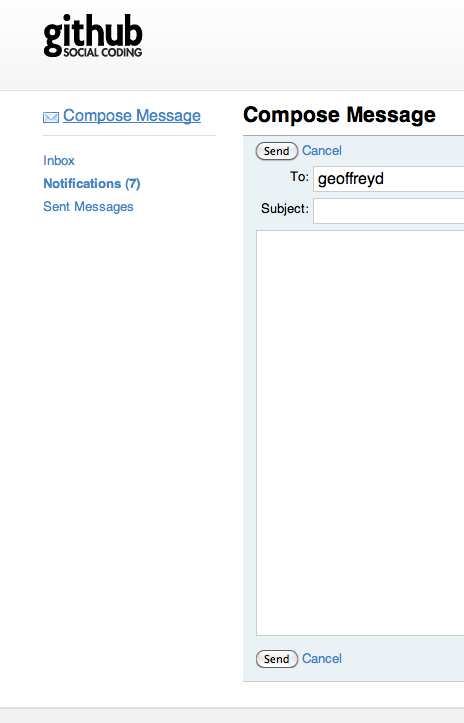 github
SOCIAL CODING
Compose Message
Inbox
Notifications (7)
Sent Messages
Compose Message
Send Cancel
To: geoffreyd
Subject:
Send Cancel